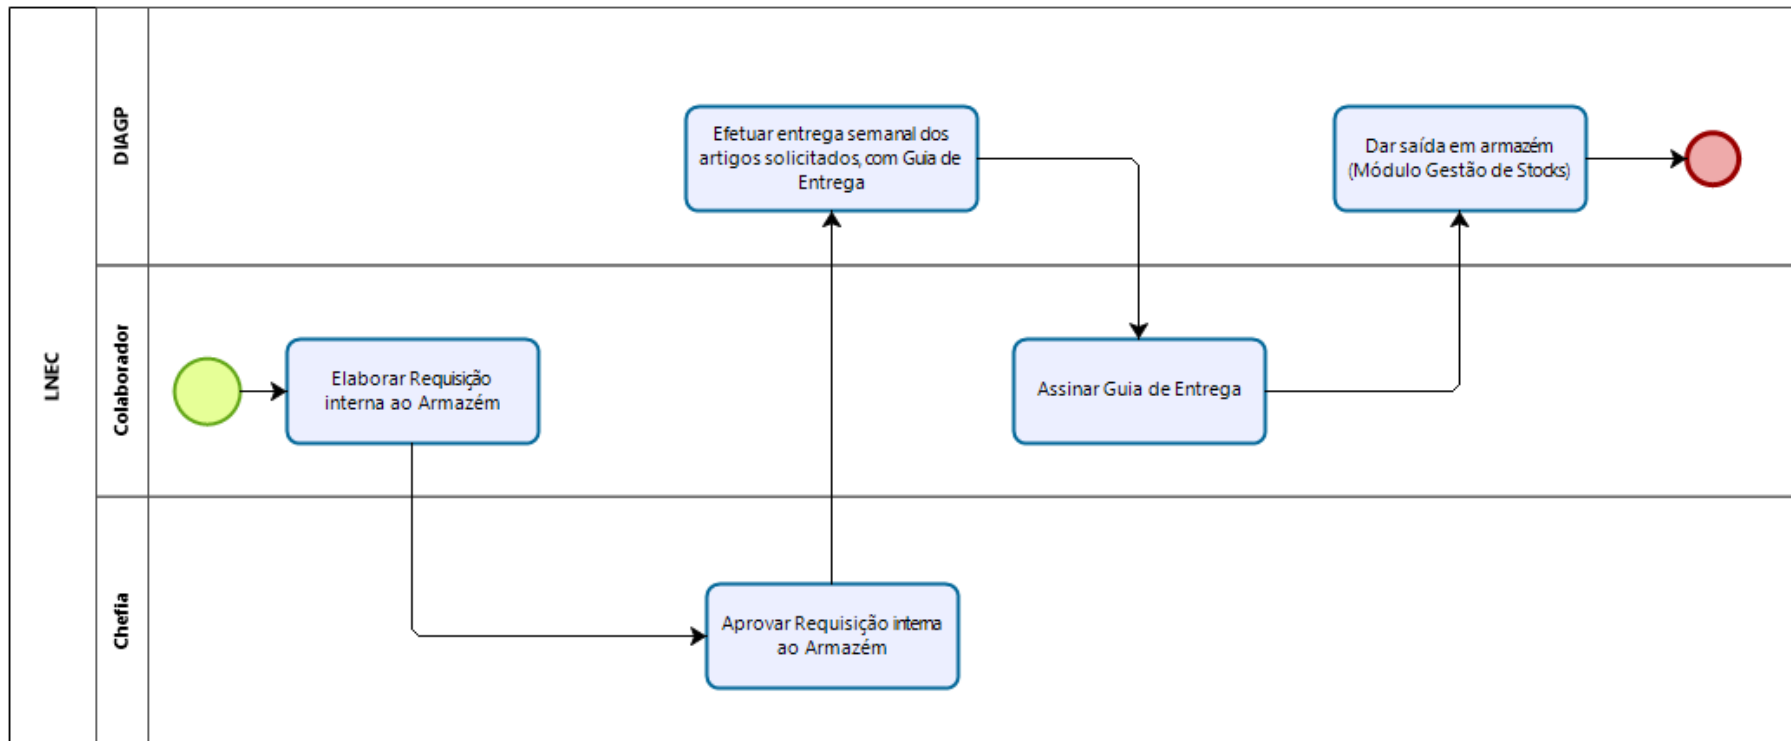 LNEC
DIAGP
Efetuar entrega semanal dos
artigos solicitados, com Guia de
Entrega
Dar saída em armazém
(Módulo Gestão de Stocks)
Colaborador
Elaborar Requisição
interna ao Armazém
Assinar Guia de Entrega
Chefia
Aprovar Requisição interna
ao Armazém